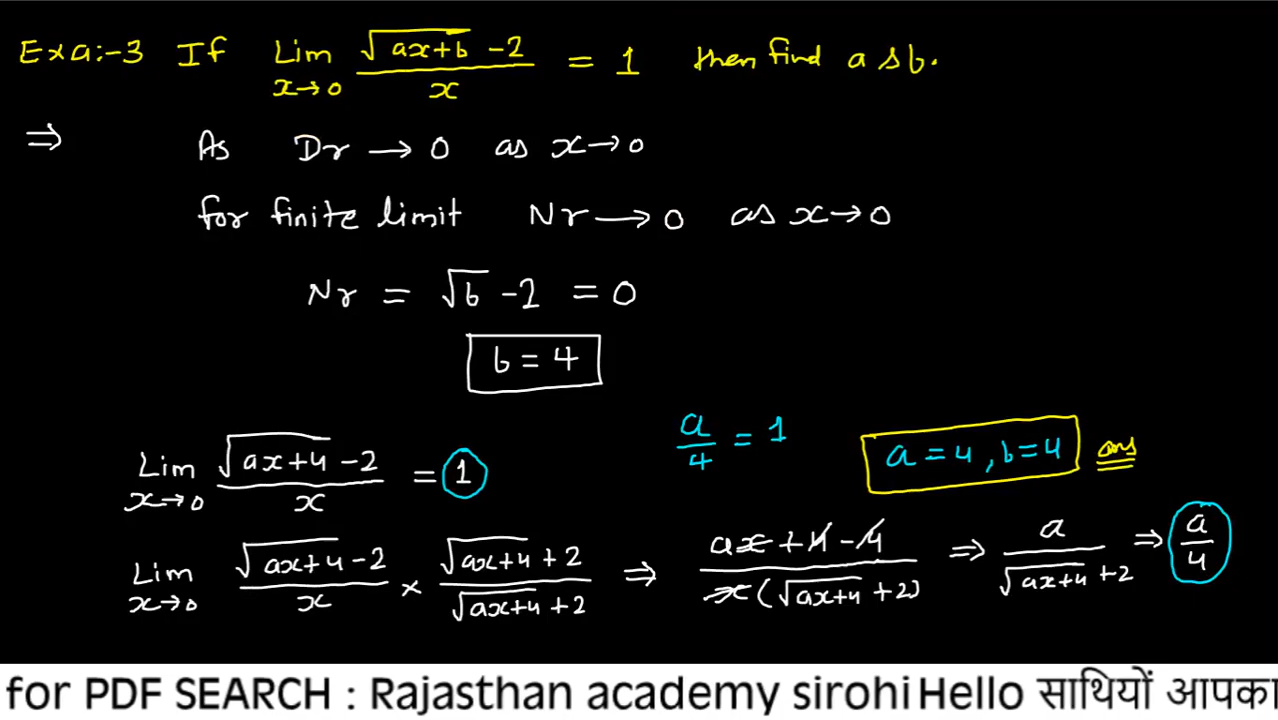 Exa:-3 If Lim x→0 (√(ax+b) -2)/x = 1 then find a & b.
⇒ As Dr → 0 as x→0
for finite limit Nr → 0 as x→0
Nr = √b -2 = 0
b = 4
Lim x→0 (√(ax+4) -2)/x = 1
a/4 = 1
a = 4, b = 4 ans
Lim x→0 (√(ax+4) -2)/x × (√(ax+4) +2)/(√(ax+4) +2) ⇒ (ax +4 -4)/(x(√(ax+4) +2)) ⇒ a/(√(ax+4) +2) ⇒ a/4
for PDF SEARCH : Rajasthan academy sirohi Hello साथियों आपका